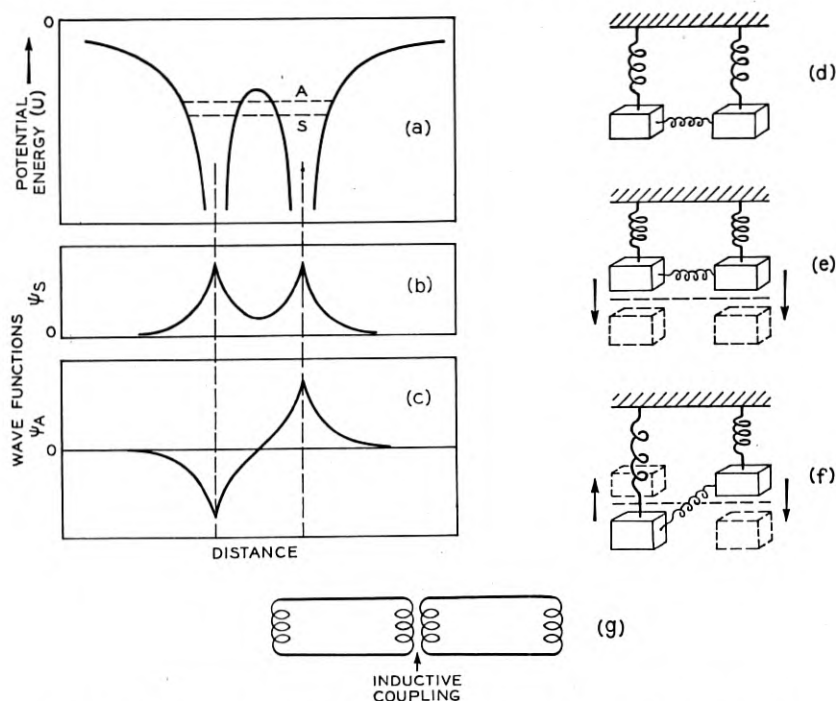 0
POTENTIAL
ENERGY (U)
A
S
(a)
WAVE FUNCTIONS
ψS
0
(b)
ψA
0
(c)
DISTANCE
(d)
(e)
(f)
(g)
INDUCTIVE
COUPLING